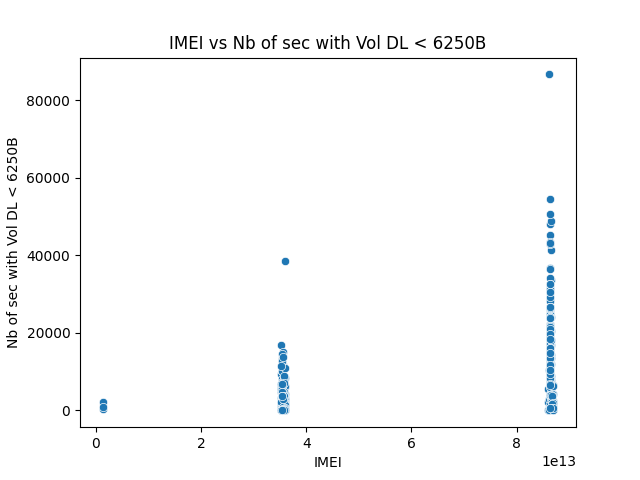 IMEI vs Nb of sec with Vol DL < 6250B
Nb of sec with Vol DL < 6250B
80000
60000
40000
20000
0
0
2
4
6
8
1e13
IMEI